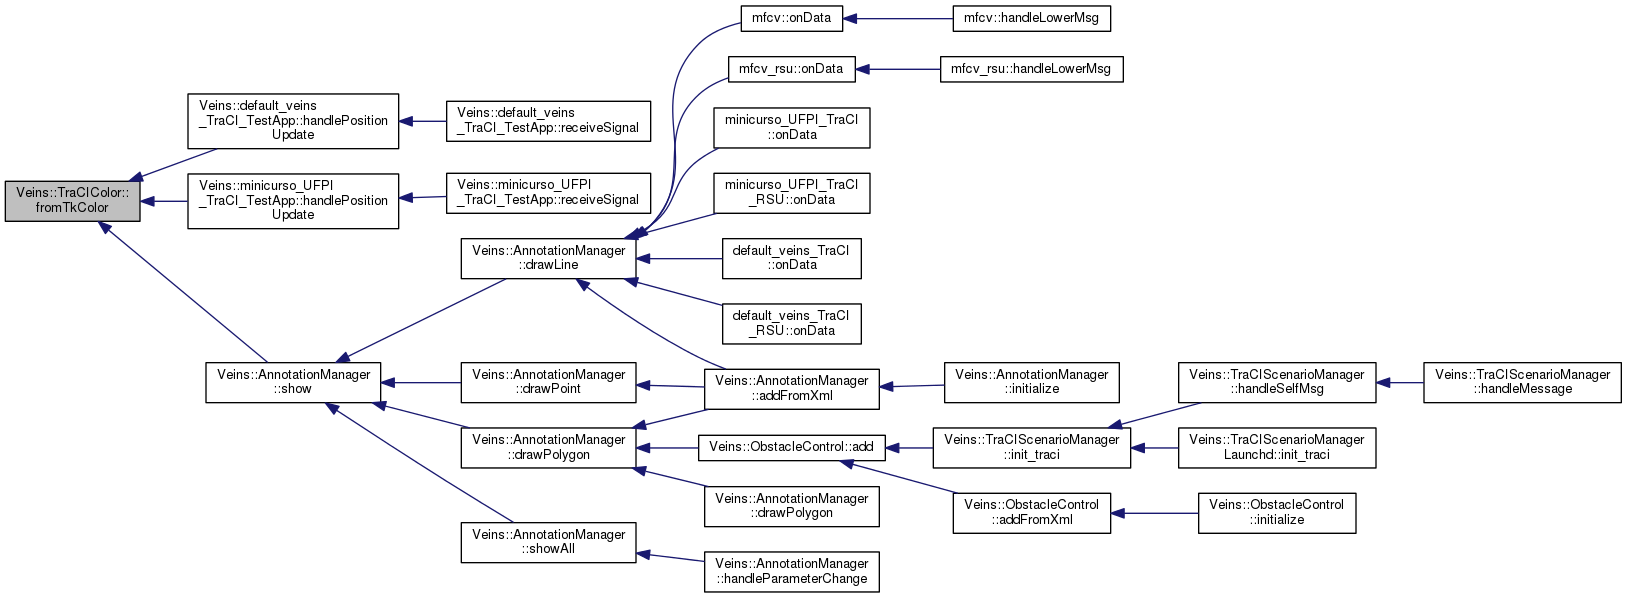 Veins::TraCIColor::
fromTkColor
Veins::default_veins
_TraCI_TestApp::handlePosition
Update
Veins::default_veins
_TraCI_TestApp::receiveSignal
Veins::minicurso_UFPI
_TraCI_TestApp::handlePosition
Update
Veins::minicurso_UFPI
_TraCI_TestApp::receiveSignal
Veins::AnnotationManager
::show
Veins::AnnotationManager
::drawLine
mfcv::onData
mfcv::handleLowerMsg
mfcv_rsu::onData
mfcv_rsu::handleLowerMsg
minicurso_UFPI_TraCI
::onData
minicurso_UFPI_TraCI
_RSU::onData
default_veins_TraCI
::onData
default_veins_TraCI
_RSU::onData
Veins::AnnotationManager
::drawPoint
Veins::AnnotationManager
::addFromXml
Veins::AnnotationManager
::initialize
Veins::AnnotationManager
::drawPolygon
Veins::ObstacleControl::add
Veins::TraCIScenarioManager
::init_traci
Veins::TraCIScenarioManager
::handleSelfMsg
Veins::TraCIScenarioManager
::handleMessage
Veins::TraCIScenarioManager
Launchd::init_traci
Veins::AnnotationManager
::drawPolygon
Veins::ObstacleControl
::addFromXml
Veins::ObstacleControl
::initialize
Veins::AnnotationManager
::showAll
Veins::AnnotationManager
::handleParameterChange